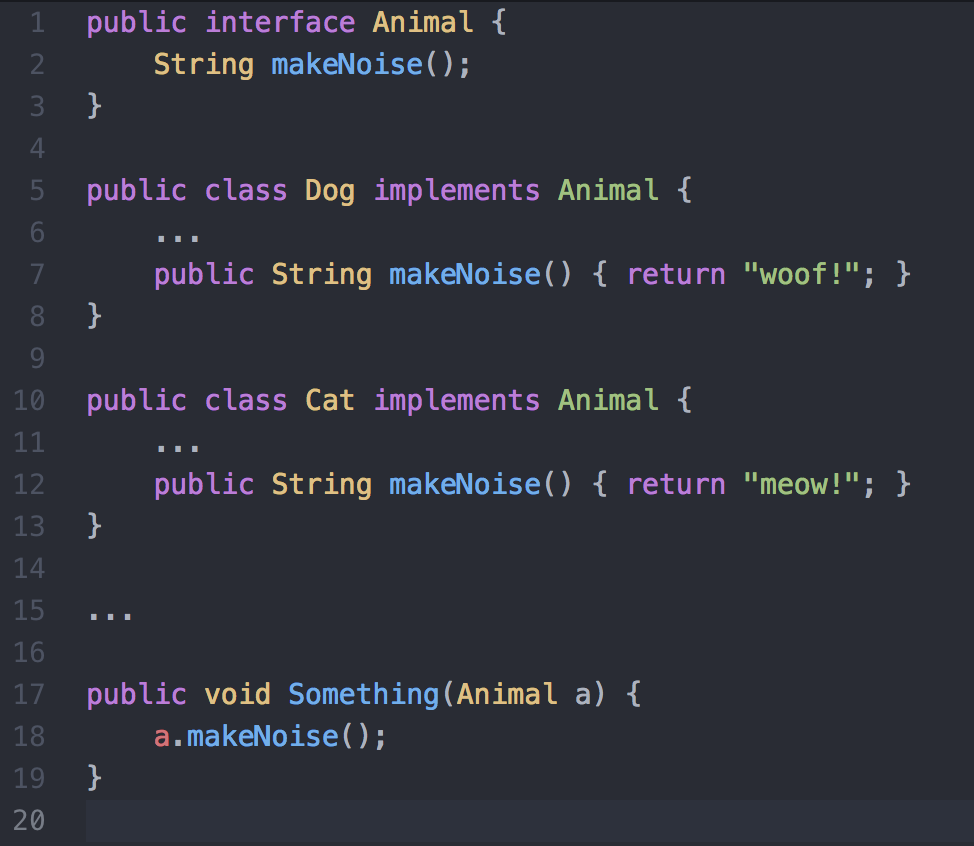 1 public interface Animal {
2     String makeNoise();
3 }
4
5 public class Dog implements Animal {
6     ...
7     public String makeNoise() { return "woof!"; }
8 }
9
10 public class Cat implements Animal {
11     ...
12     public String makeNoise() { return "meow!"; }
13 }
14
15 ...
16
17 public void Something(Animal a) {
18     a.makeNoise();
19 }
20